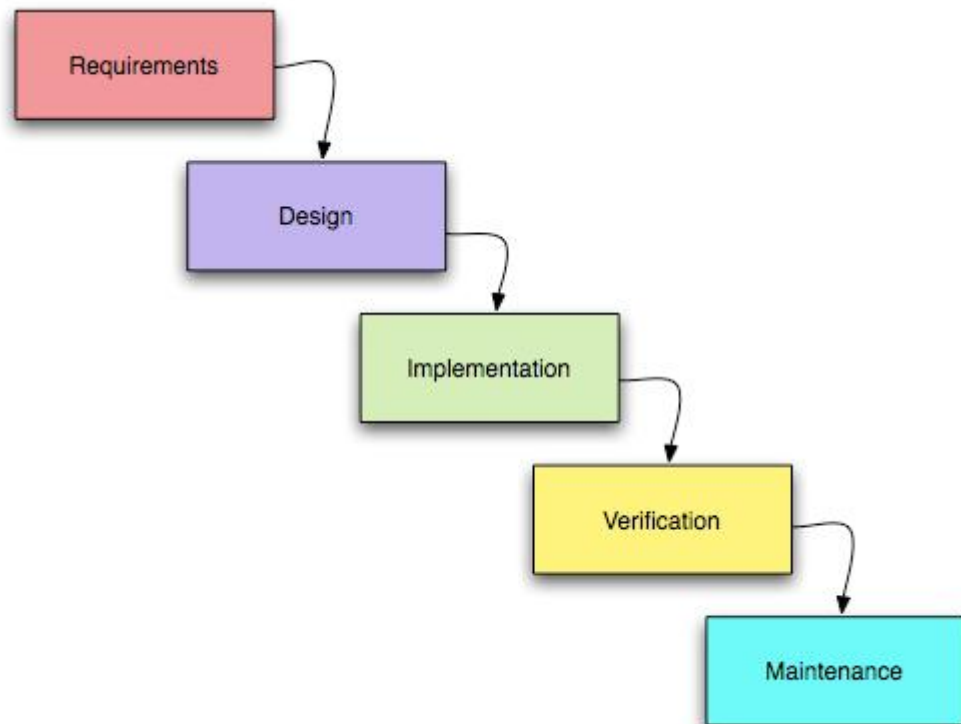 Requirements
Design
Implementation
Verification
Maintenance